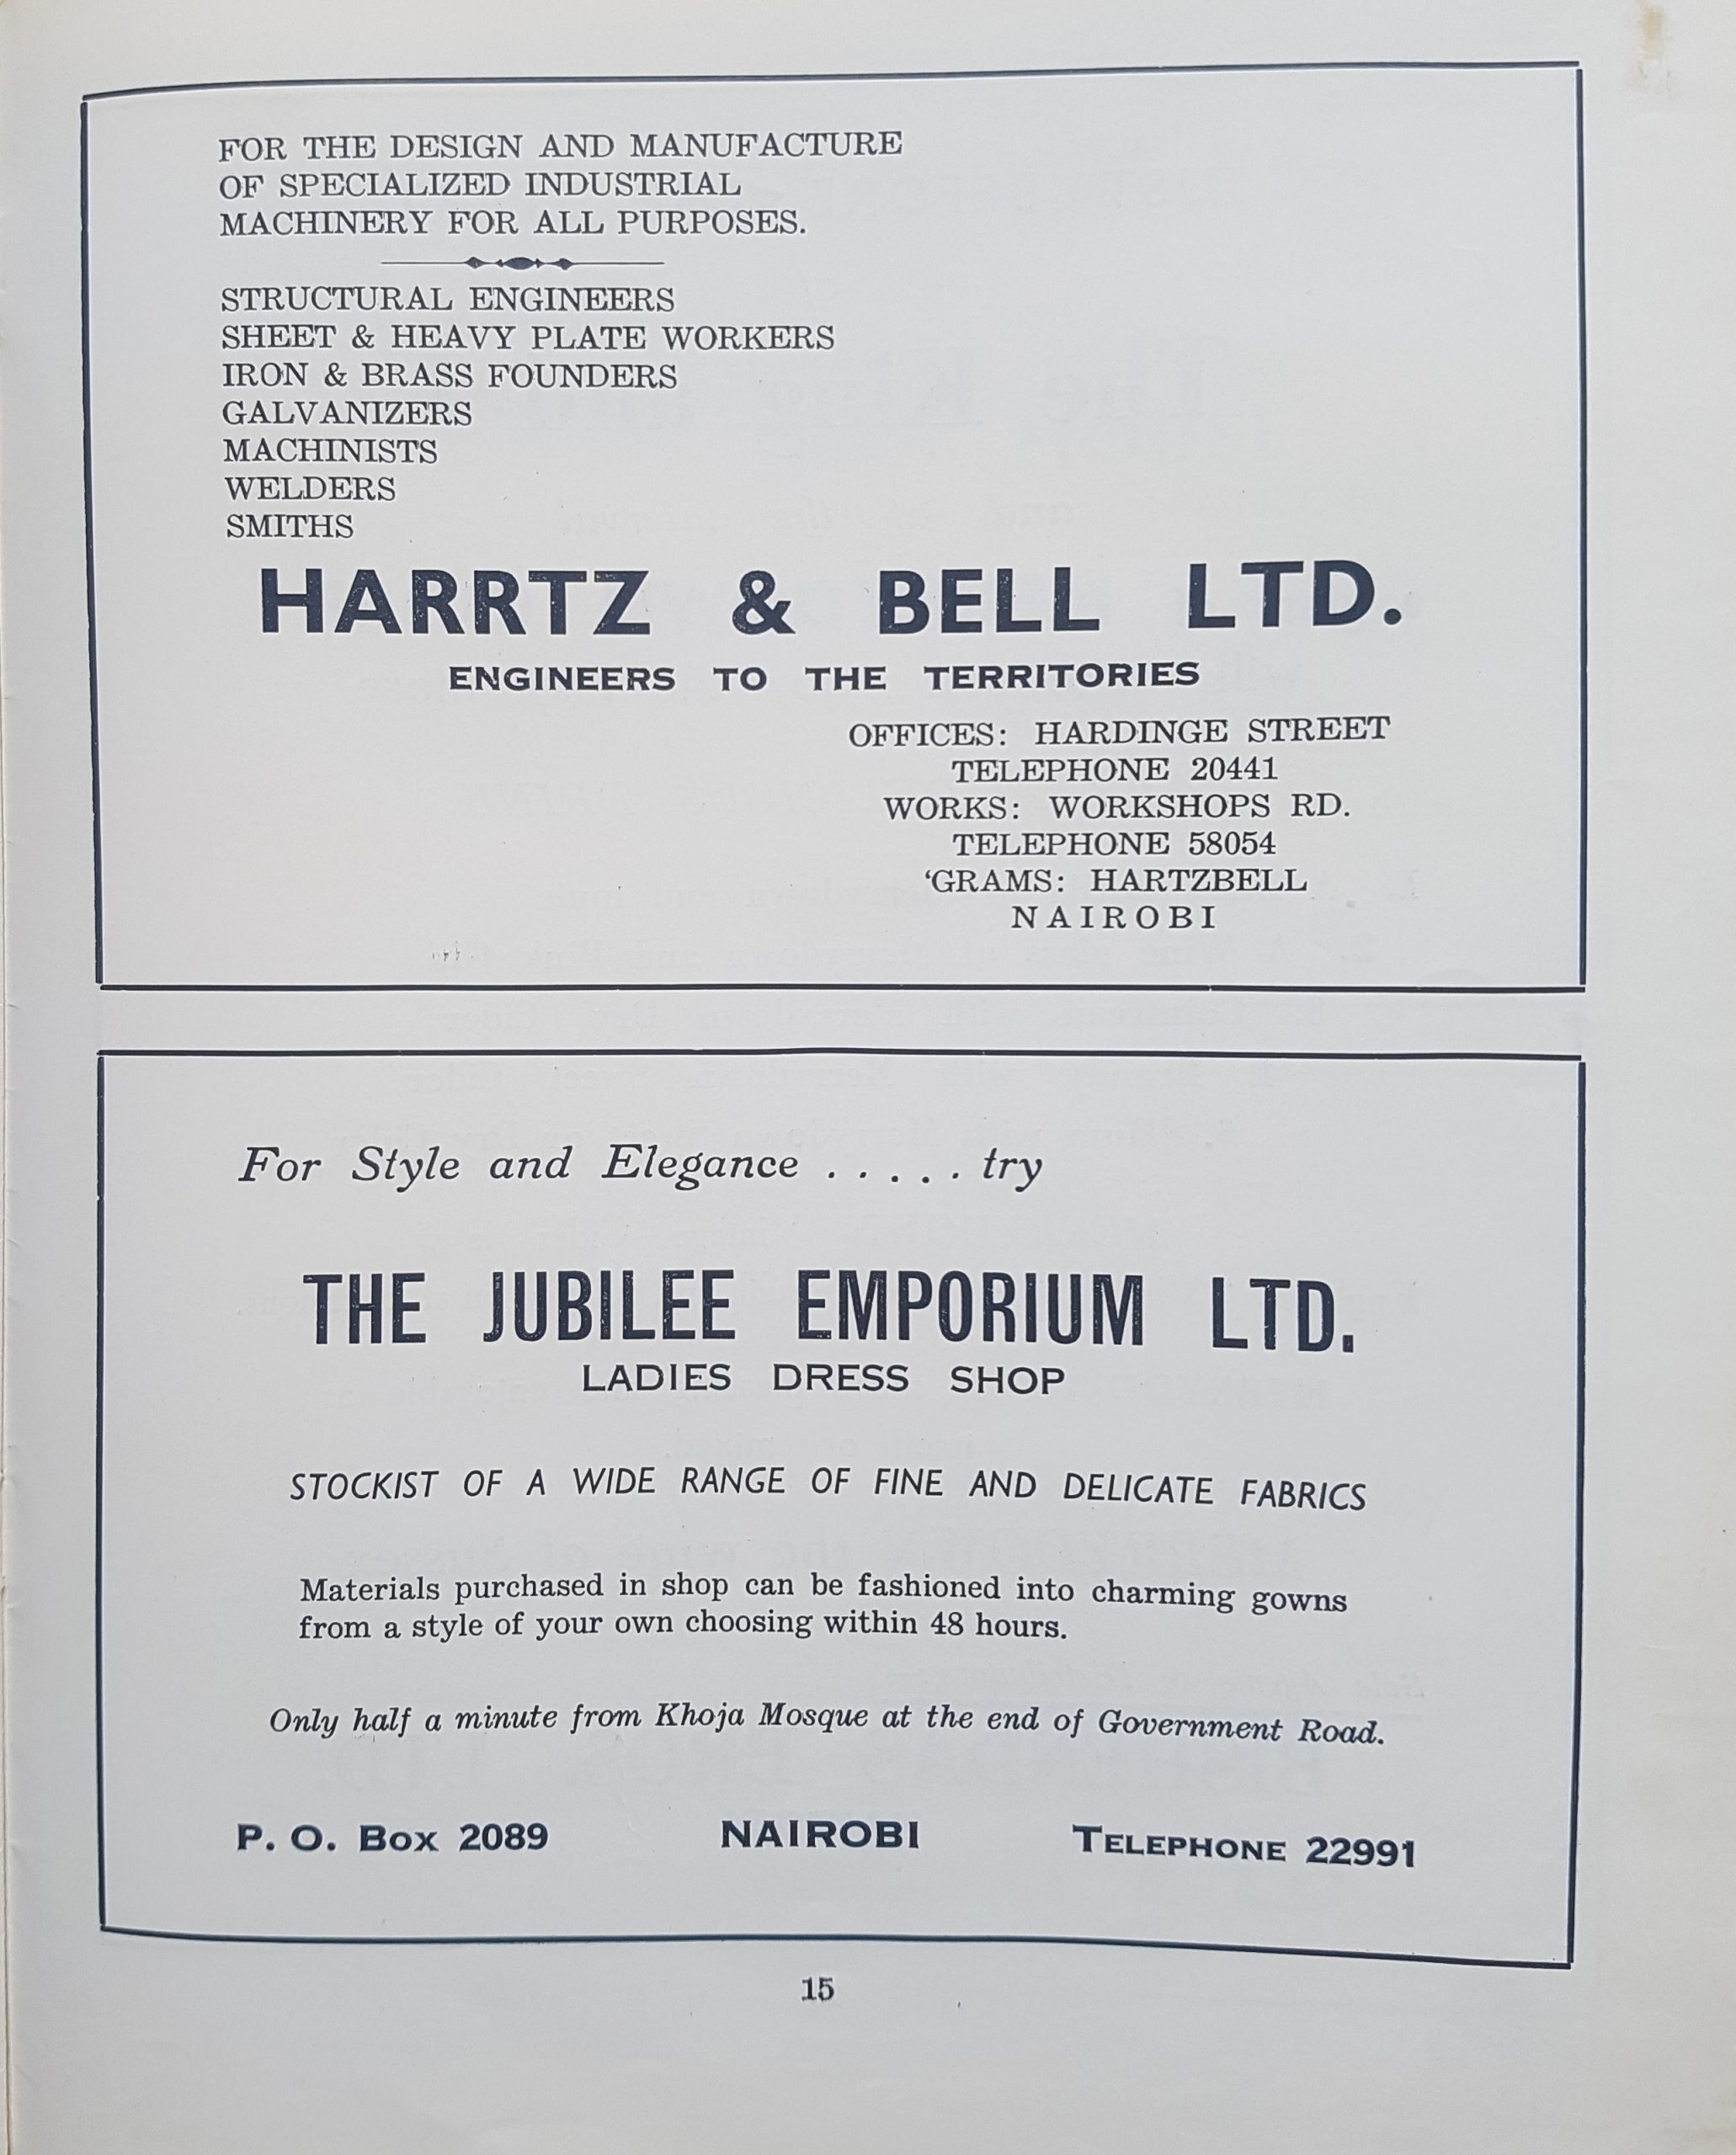 FOR THE DESIGN AND MANUFACTURE
OF SPECIALIZED INDUSTRIAL
MACHINERY FOR ALL PURPOSES.
STRUCTURAL ENGINEERS
SHEET & HEAVY PLATE WORKERS
IRON & BRASS FOUNDERS
GALVANIZERS
MACHINISTS
WELDERS
SMITHS
HARRTZ & BELL LTD.
ENGINEERS TO THE TERRITORIES
OFFICES: HARDINGE STREET
TELEPHONE 20441
WORKS: WORKSHOPS RD.
TELEPHONE 58054
‘GRAMS: HARTZBELL
NAIROBI
For Style and Elegance . . . . . try
THE JUBILEE EMPORIUM LTD.
LADIES DRESS SHOP
STOCKIST OF A WIDE RANGE OF FINE AND DELICATE FABRICS
Materials purchased in shop can be fashioned into charming gowns
from a style of your own choosing within 48 hours.
Only half a minute from Khoja Mosque at the end of Government Road.
P. O. Box 2089 NAIROBI TELEPHONE 22991
15